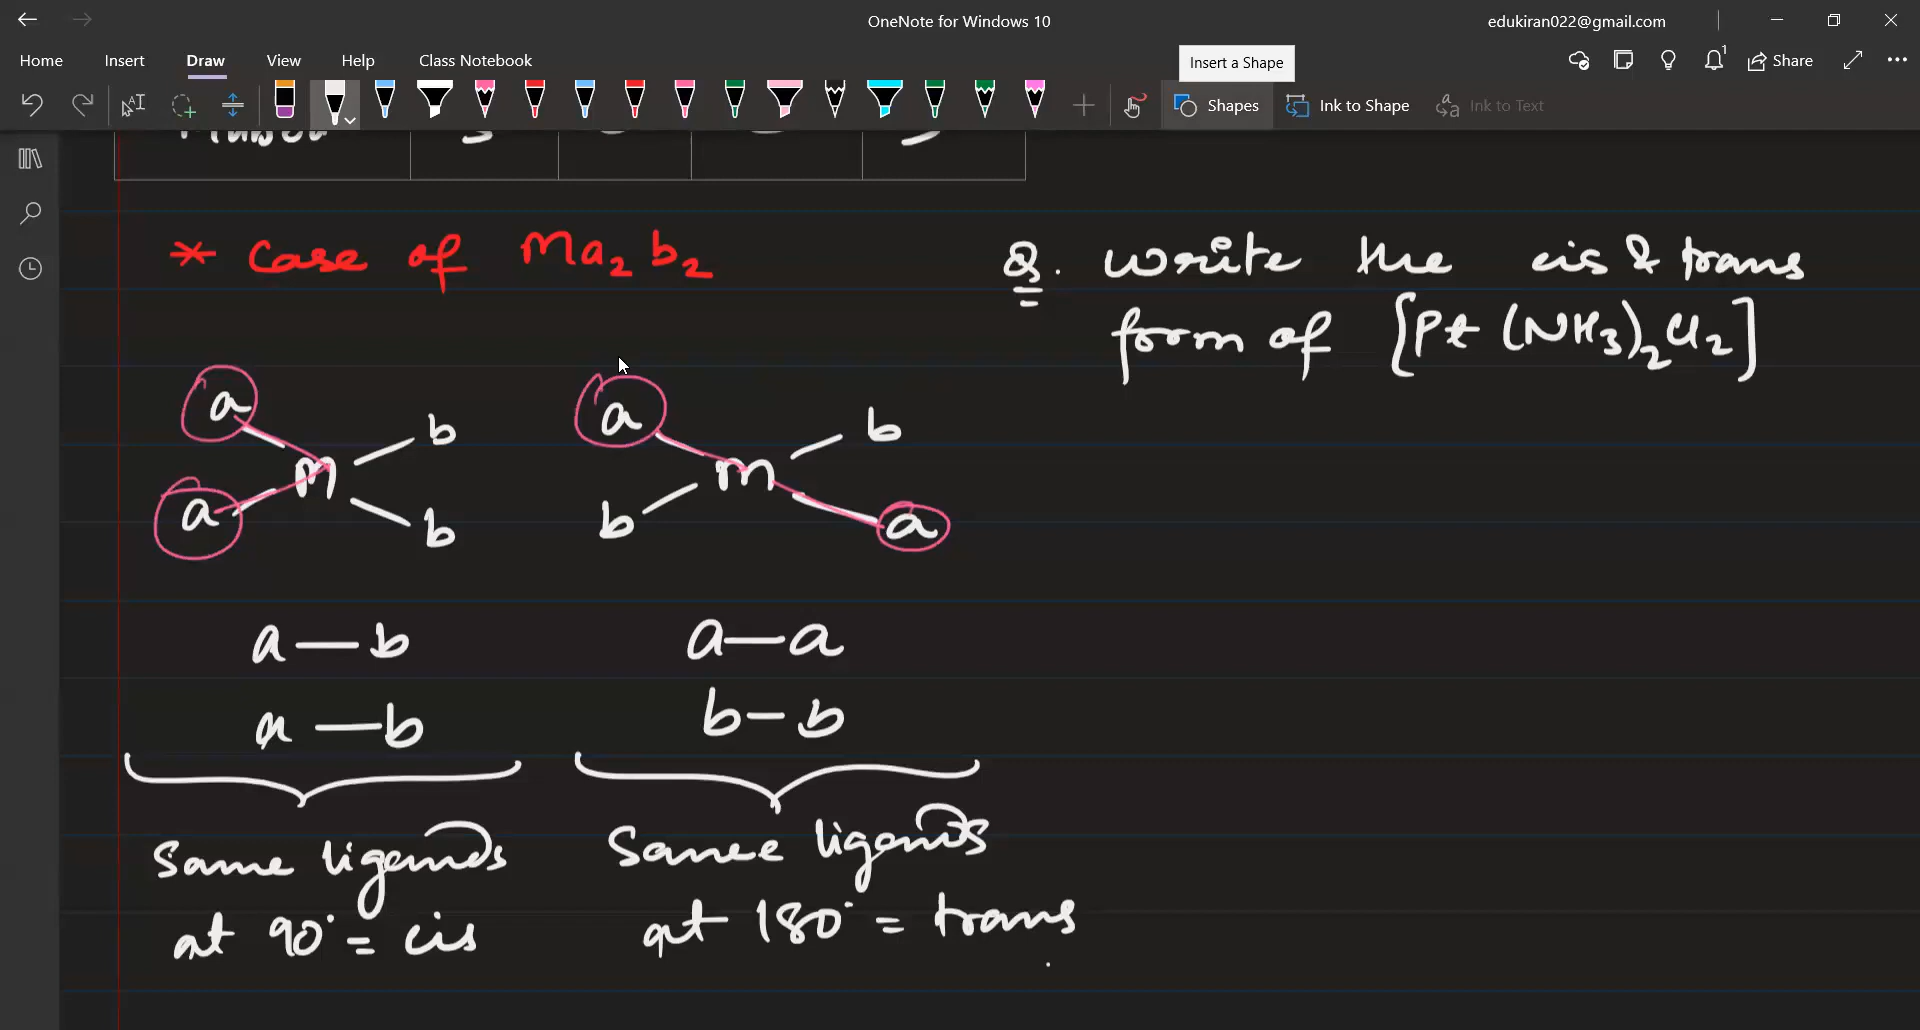 OneNote for Windows 10
edukiran022@gmail.com
Home Insert Draw View Help Class Notebook
Insert a Shape
1
Share
Shapes
Ink to Shape
Ink to Text
* Case of Ma2 b2
Q. write the cis & trans
form of [Pt (NH3)2Cl2]
a b a b
M M
a b b a
a — b a — a
a — b b — b
Same ligands Same ligands
at 90° = cis at 180° = trans